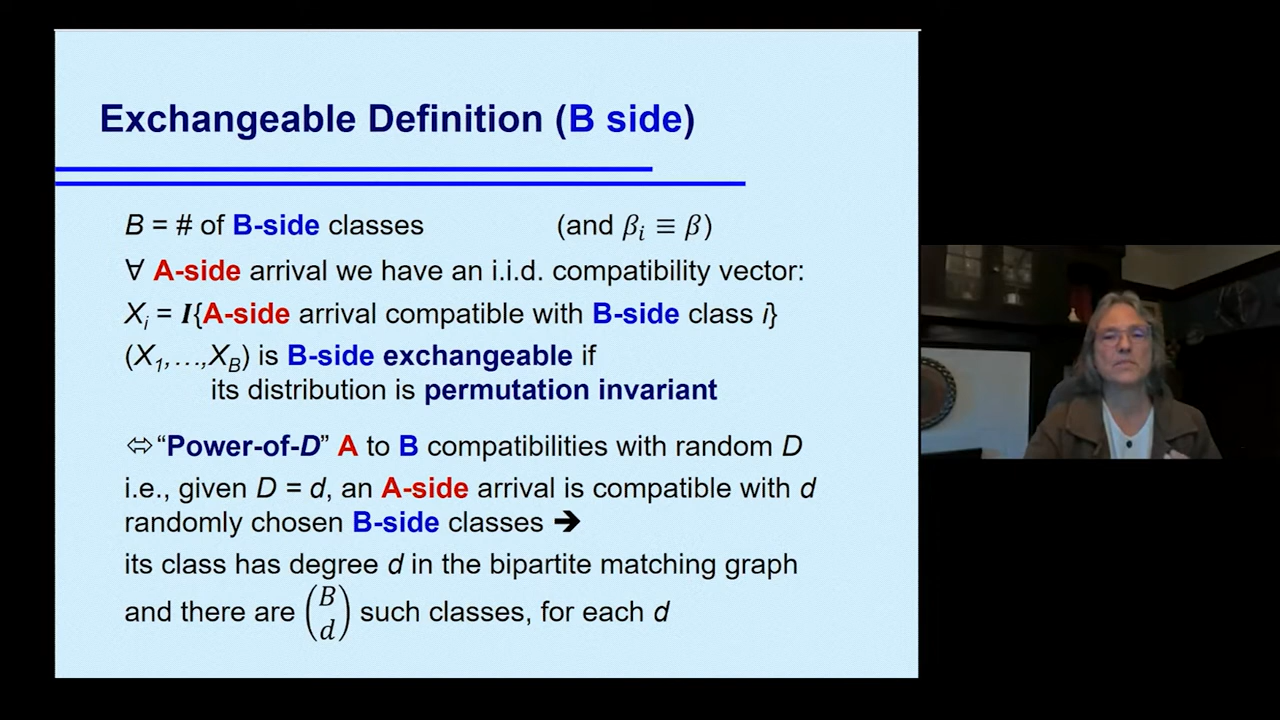 Exchangeable Definition (B side)
B = # of B-side classes (and βᵢ ≡ β)
∀ A-side arrival we have an i.i.d. compatibility vector:
Xᵢ = I{A-side arrival compatible with B-side class i}
(X₁,…,X_B) is B-side exchangeable if
its distribution is permutation invariant
⬄ “Power-of-D” A to B compatibilities with random D
i.e., given D = d, an A-side arrival is compatible with d
randomly chosen B-side classes ➔
its class has degree d in the bipartite matching graph
and there are (B d) such classes, for each d